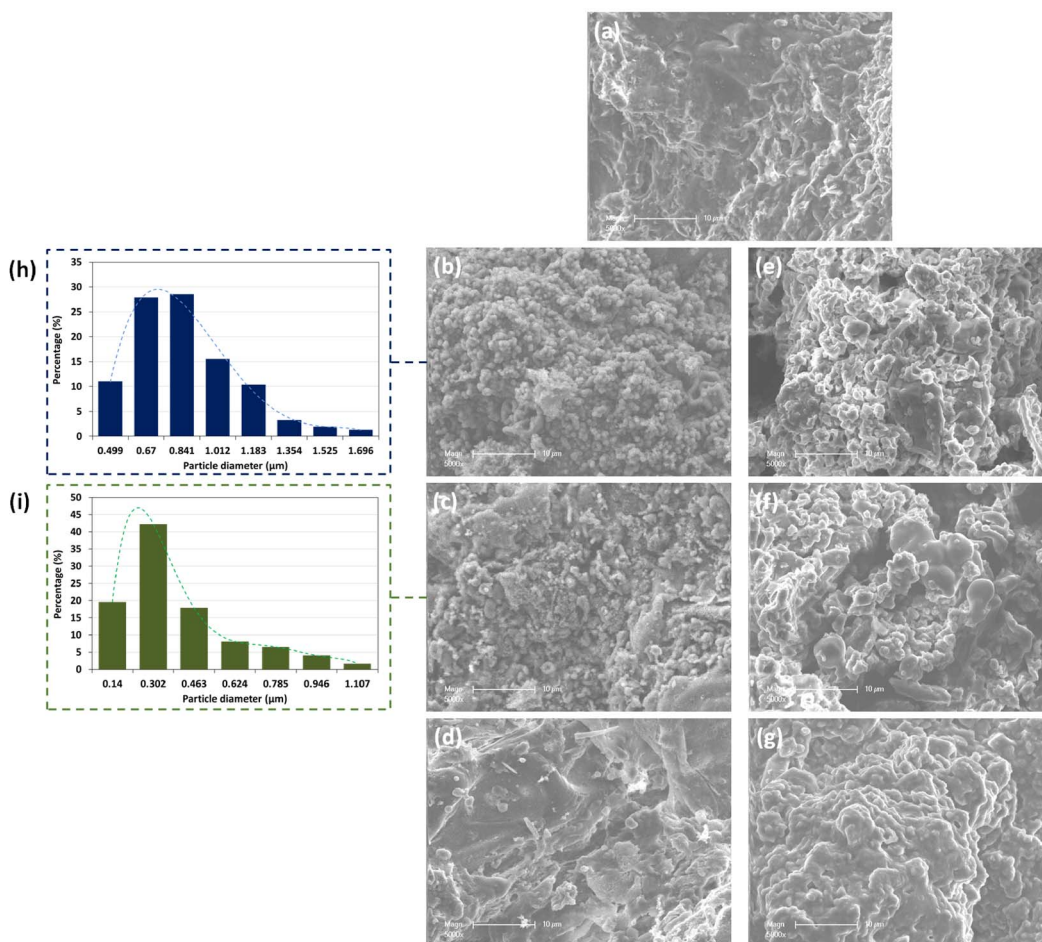 (a)
Magn 10 µm
5000x
(h)
Percentage (%)
35
30
25
20
15
10
5
0
0.499 0.67 0.841 1.012 1.183 1.354 1.525 1.696
Particle diameter (µm)
(b)
Magn 10 µm
5000x
(e)
Magn 10 µm
5000x
(i)
Percentage (%)
50
45
40
35
30
25
20
15
10
5
0
0.14 0.302 0.463 0.624 0.785 0.946 1.107
Particle diameter (µm)
(c)
Magn 10 µm
5000x
(f)
Magn 10 µm
5000x
(d)
Magn 10 µm
5000x
(g)
Magn 10 µm
5000x